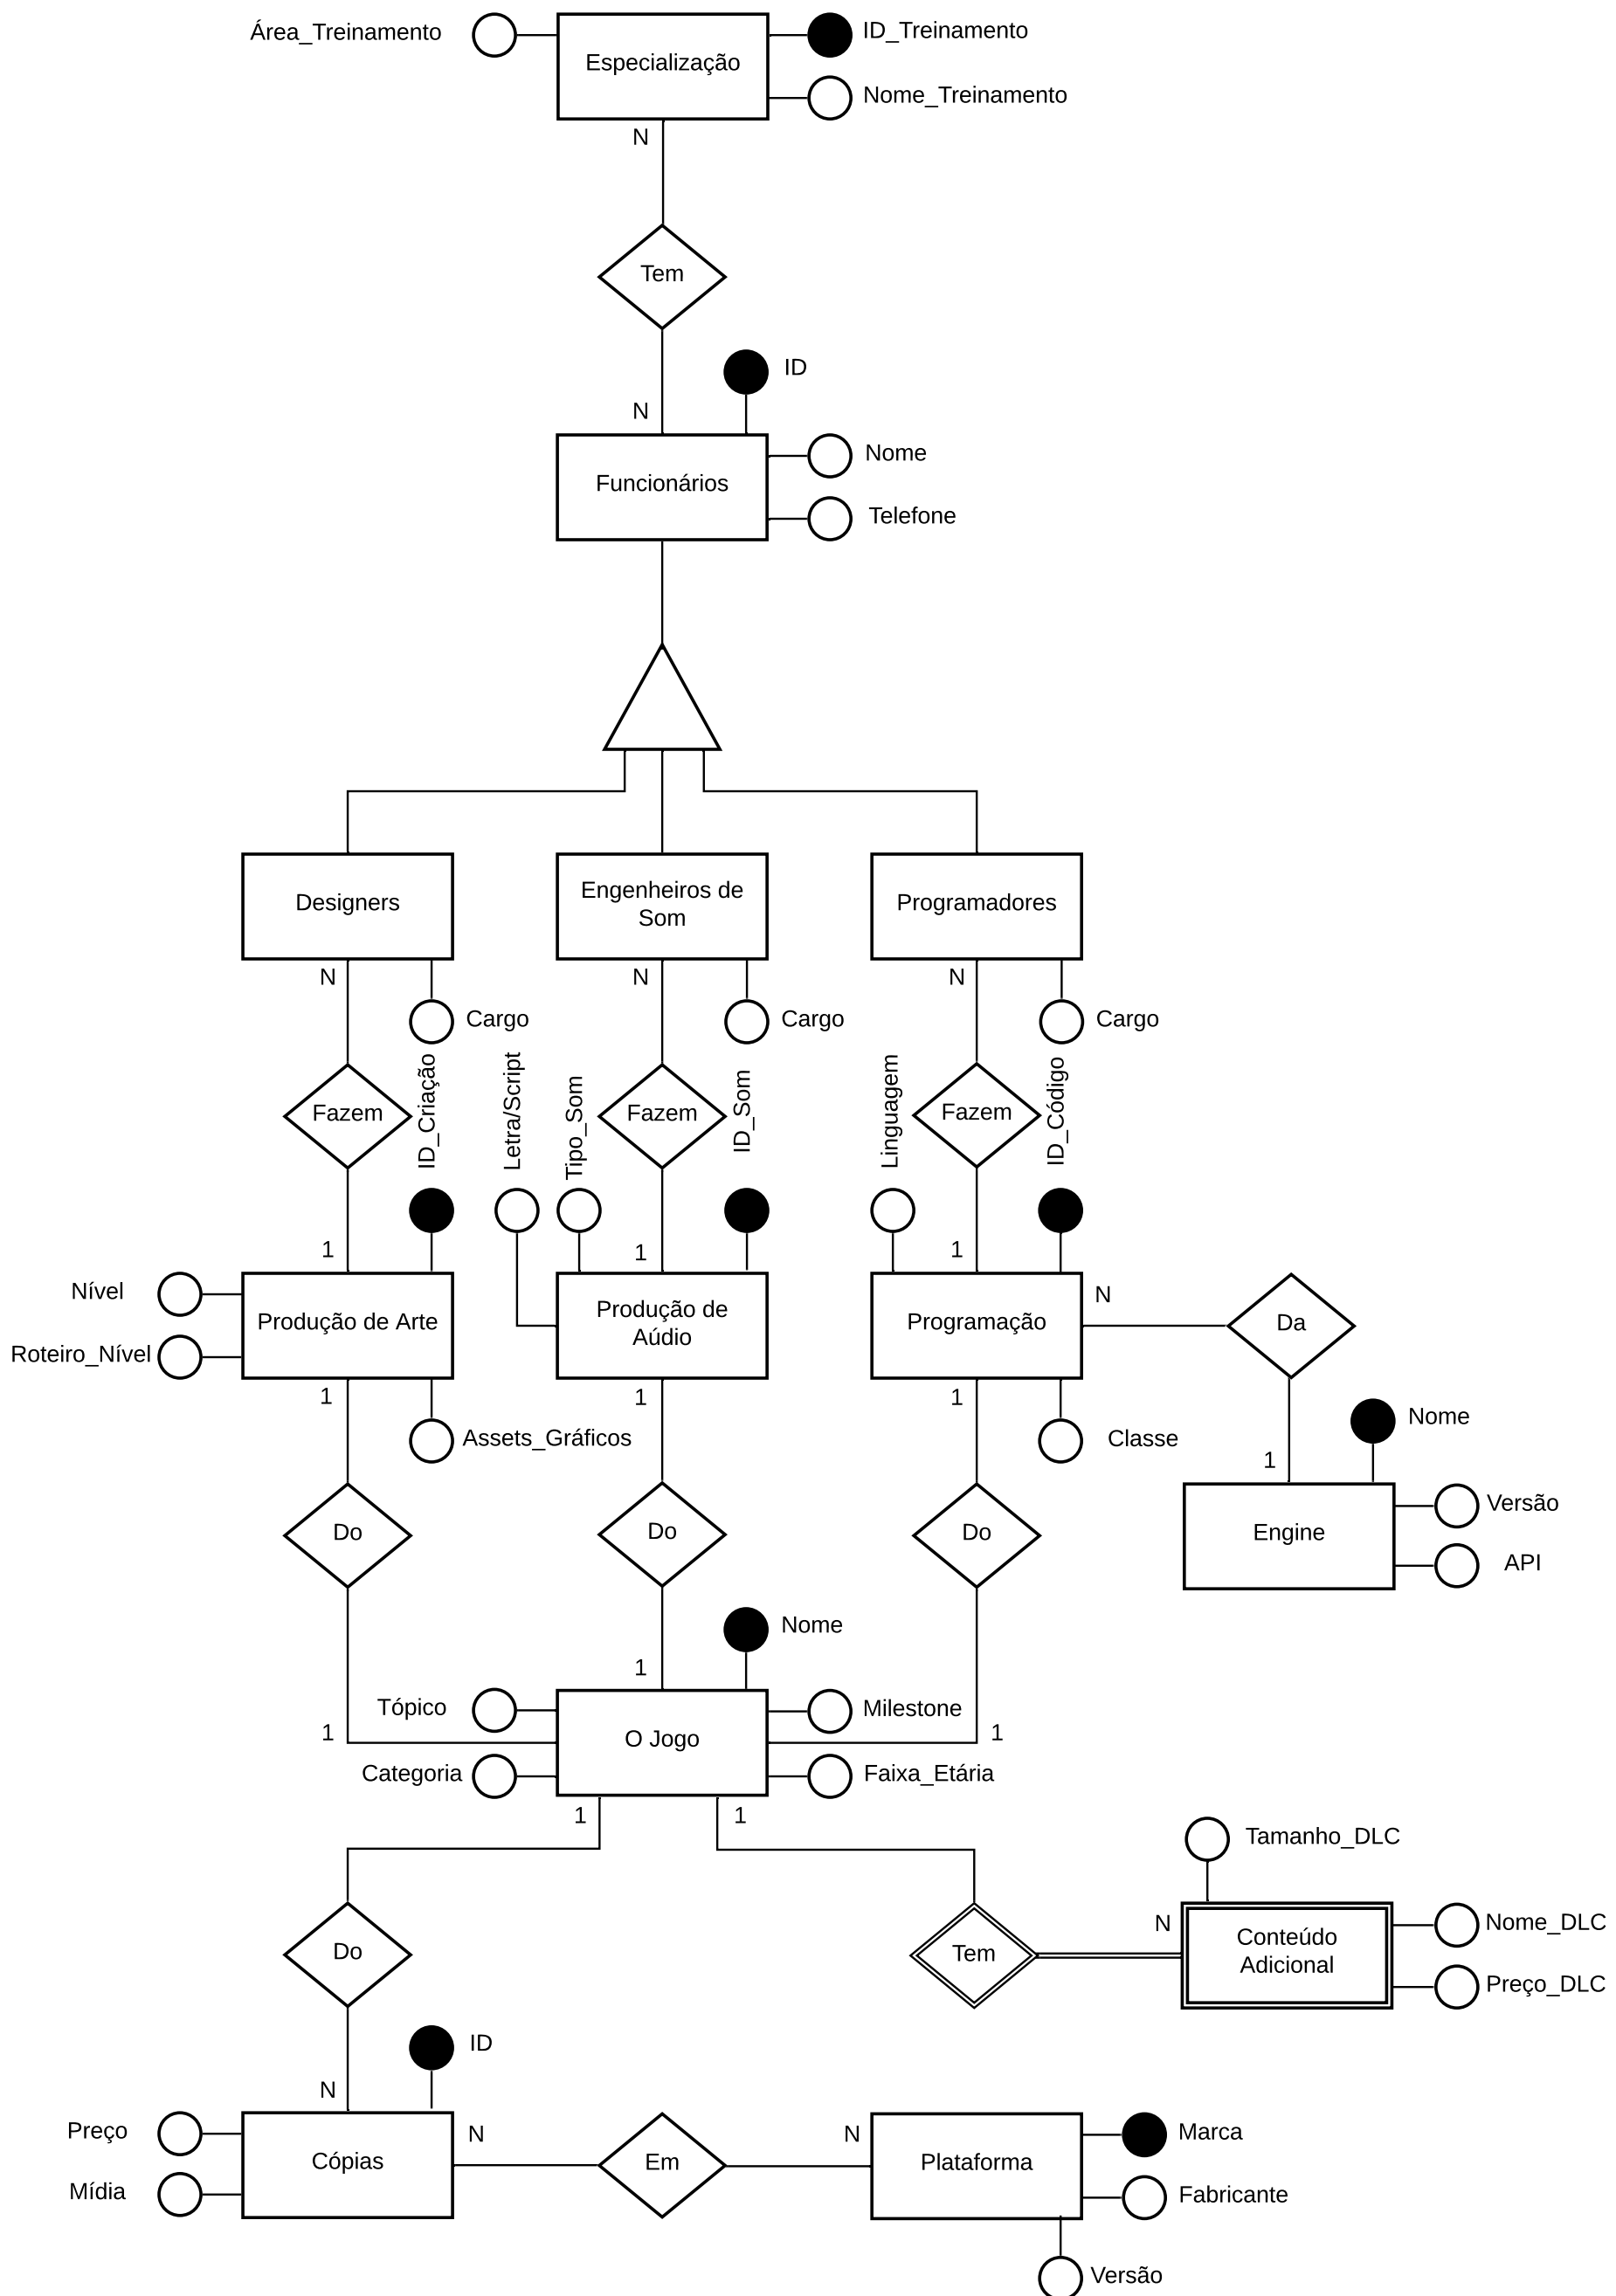 Área_Treinamento
Especialização
ID_Treinamento
Nome_Treinamento
N
Tem
N
ID
Funcionários
Nome
Telefone
Designers
Engenheiros de
Som
Programadores
N
Cargo
N
Cargo
N
Cargo
Fazem
ID_Criação
Letra/Script
Tipo_Som
Fazem
ID_Som
Linguagem
Fazem
ID_Código
1
1
1
Nível
Roteiro_Nível
Produção de Arte
Produção de
Aúdio
Programação
N
Da
1
Assets_Gráficos
1
1
Classe
1
Nome
Engine
Versão
API
Do
Do
Do
Nome
1
Tópico
Categoria
O Jogo
Milestone
Faixa_Etária
1
1
1
1
Tamanho_DLC
Do
Tem
N
Conteúdo
Adicional
Nome_DLC
Preço_DLC
ID
N
Preço
Mídia
Cópias
N
Em
N
Plataforma
Marca
Fabricante
Versão